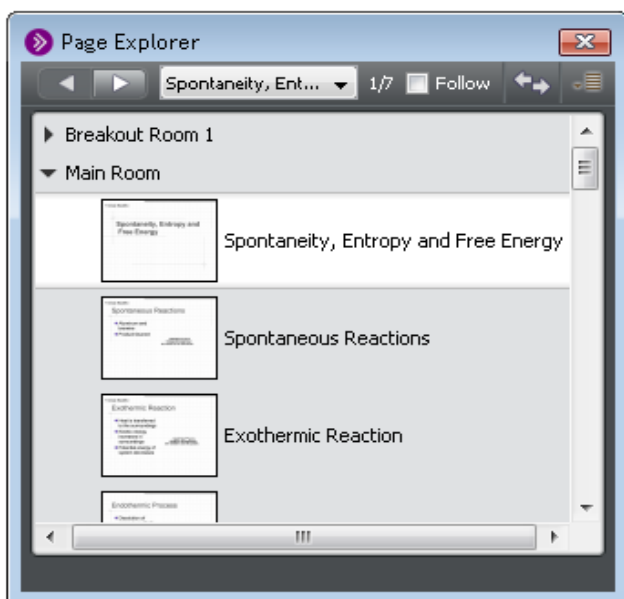 Page Explorer
Spontaneity, Ent... 1/7 Follow
Breakout Room 1
Main Room
Spontaneity, Entropy and
Free Energy
Spontaneity, Entropy and Free Energy
Spontaneous Reactions
Spontaneous Reactions
Exothermic Reaction
Exothermic Reaction
Endothermic Process